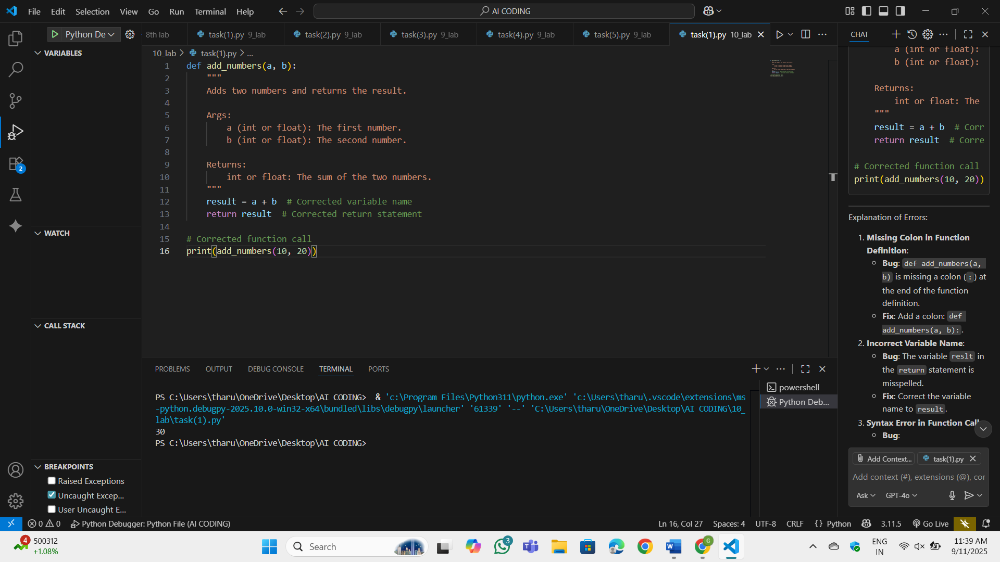 File Edit Selection View Go Run Terminal Help
AI CODING
Python De
8th lab
task(1).py 9_lab
task(2).py 9_lab
task(3).py 9_lab
task(4).py 9_lab
task(5).py 9_lab
task(1).py 10_lab
CHAT
VARIABLES
WATCH
CALL STACK
BREAKPOINTS
Raised Exceptions
Uncaught Excep...
User Uncaught E...
2
10_lab > task(1).py > ...
1 def add_numbers(a, b):
2 """
3 Adds two numbers and returns the result.
4
5 Args:
6 a (int or float): The first number.
7 b (int or float): The second number.
8
9 Returns:
10 int or float: The sum of the two numbers.
11 """
12 result = a + b # Corrected variable name
13 return result # Corrected return statement
14
15 # Corrected function call
16 print(add_numbers(10, 20))
PROBLEMS OUTPUT DEBUG CONSOLE TERMINAL PORTS
PS C:\Users\tharu\OneDrive\Desktop\AI CODING> & 'c:\Program Files\Python311\python.exe' 'c:\Users\tharu\.vscode\extensions\ms
-python.debugpy-2025.10.0-win32-x64\bundled\libs\debugpy\launcher' '61339' '--' 'C:\Users\tharu\OneDrive\Desktop\AI CODING\10_
lab\task(1).py'
30
PS C:\Users\tharu\OneDrive\Desktop\AI CODING>
powershell
Python Deb...
a (int or float):
b (int or float):
Returns:
int or float: The
"""
result = a + b # Corr
return result # Corre
# Corrected function call
print(add_numbers(10, 20))
Explanation of Errors:
1. Missing Colon in Function
Definition:
Bug: def add_numbers(a,
b) is missing a colon (:) at
the end of the function
definition.
Fix: Add a colon: def
add_numbers(a, b):.
2. Incorrect Variable Name:
Bug: The variable reslt in
the return statement is
misspelled.
Fix: Correct the variable
name to result.
3. Syntax Error in Function Call
Bug:
Add Context...
task(1).py
Add context (#), extensions (@), cor
Ask GPT-4o
0 0 Python Debugger: Python File (AI CODING)
Ln 16, Col 27 Spaces: 4 UTF-8 CRLF {} Python 3.11.5 Go Live
4
500312
+1.08%
Search
3
G
ENG
IN
11:39 AM
9/11/2025